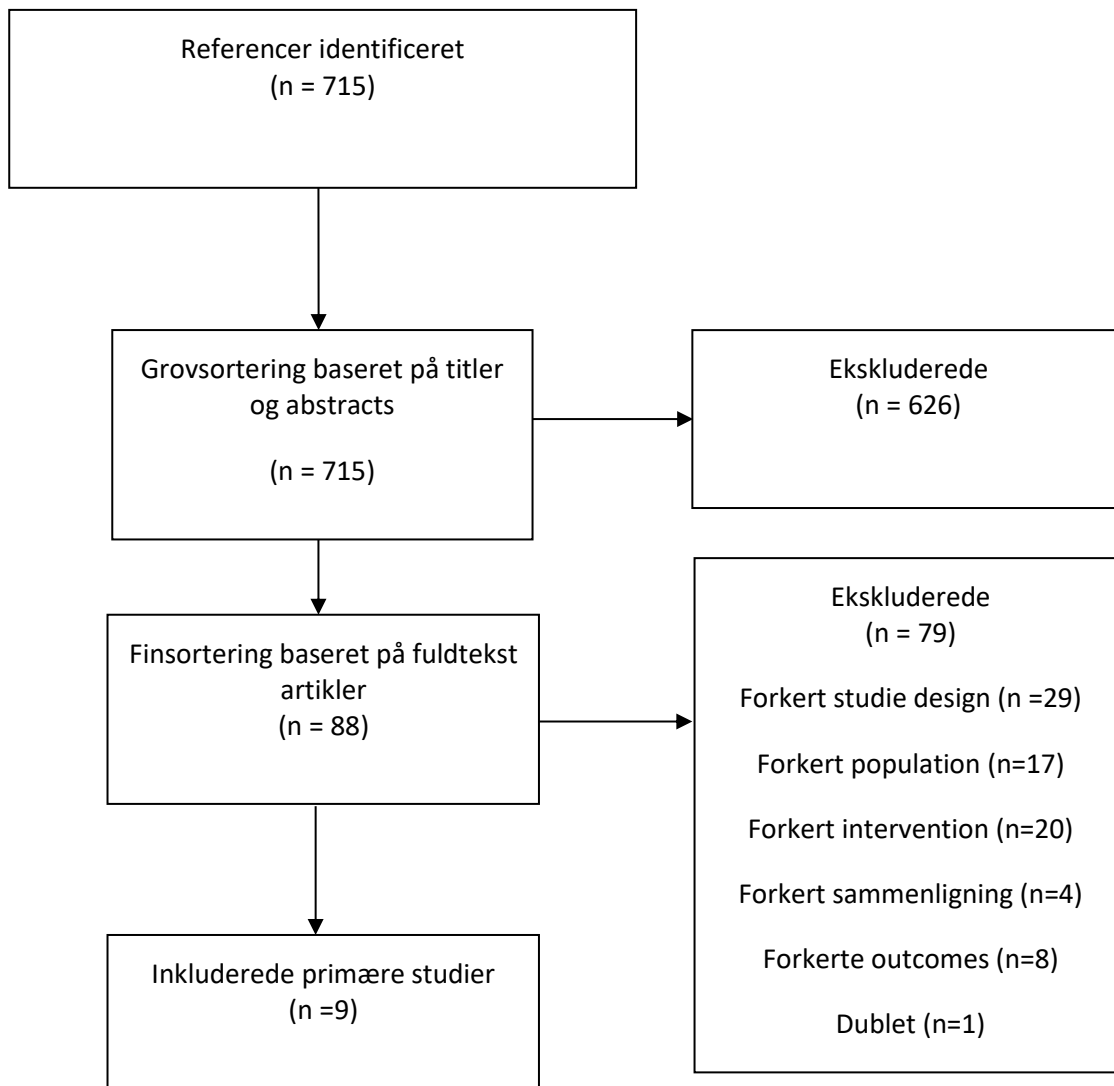 Referencer identificeret
(n = 715)
Grovsortering baseret på titler
og abstracts
(n = 715)
Ekskluderede
(n = 626)
Finsortering baseret på fuldtekst
artikler
(n = 88)
Ekskluderede
(n = 79)
Forkert studie design (n =29)
Forkert population (n=17)
Forkert intervention (n=20)
Forkert sammenligning (n=4)
Forkerte outcomes (n=8)
Dublet (n=1)
Inkluderede primære studier
(n =9)